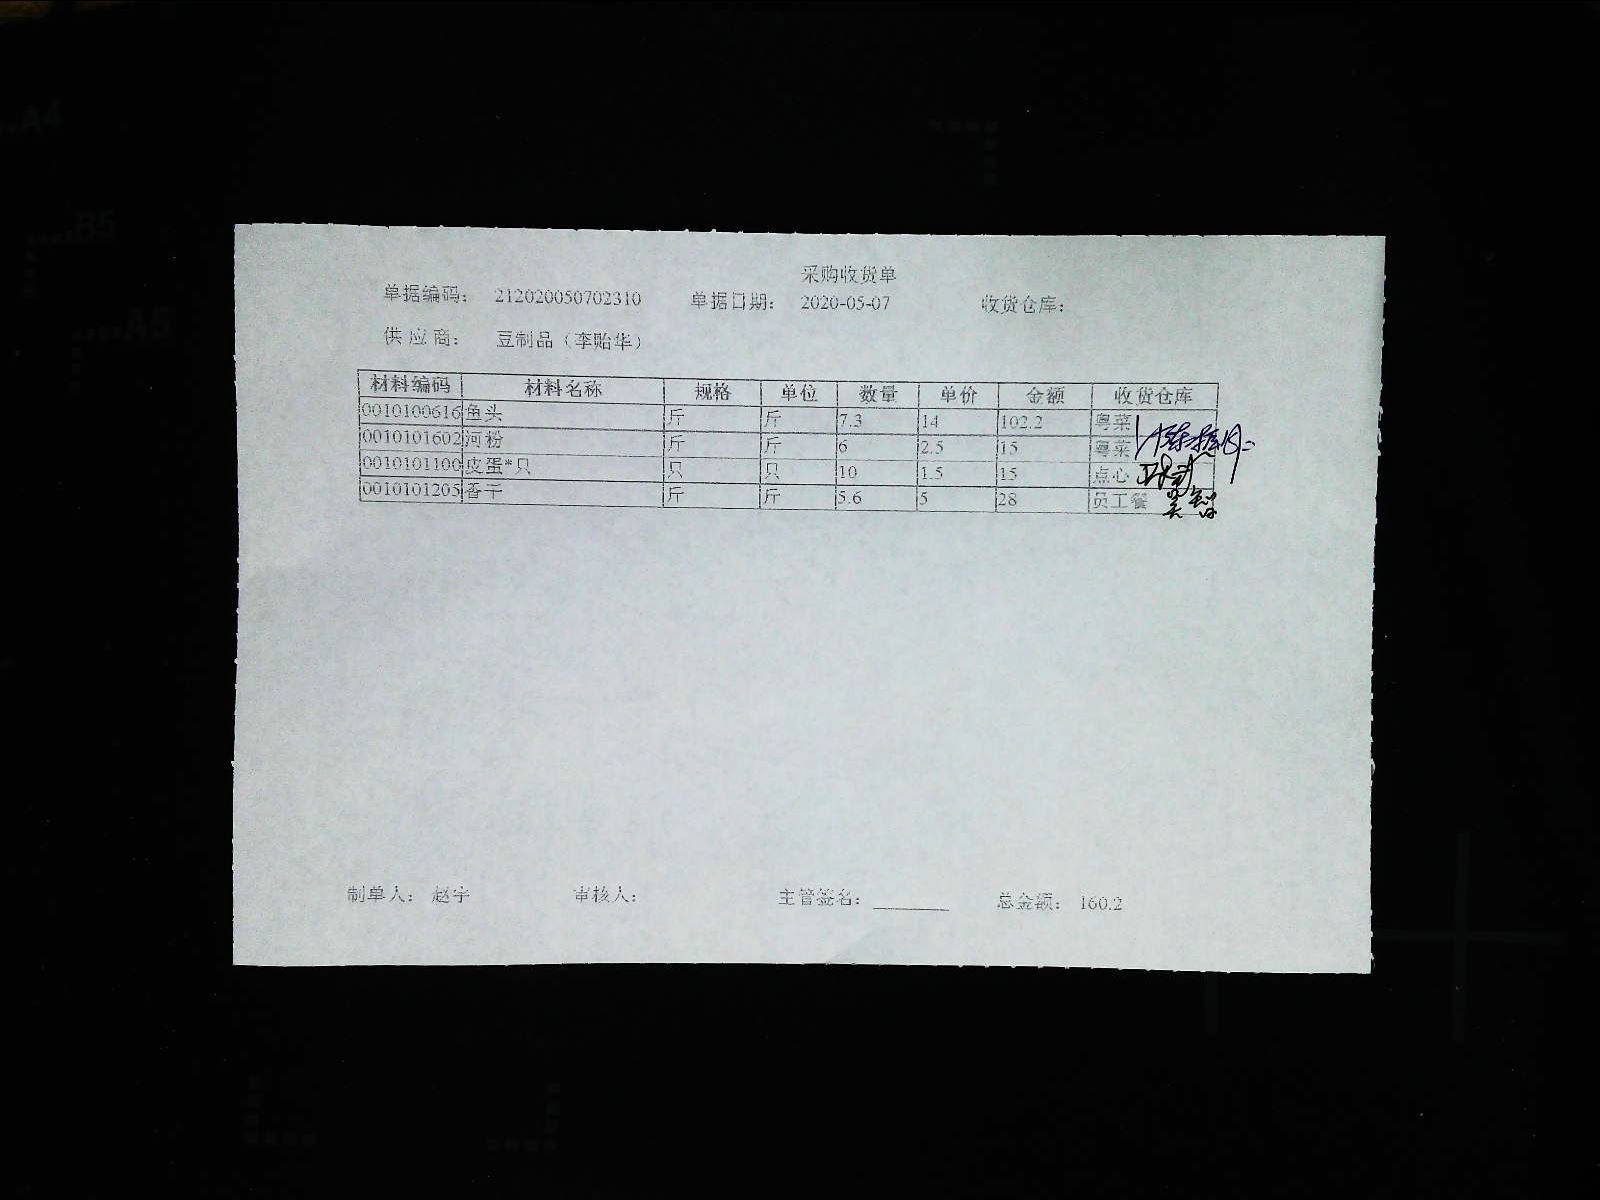 采购收货单
单据编码： 212020050702310 单据日期： 2020-05-07 收货仓库：
供应商： 豆制品（李贻华）
材料编码 材料名称 规格 单位 数量 单价 金额 收货仓库
0010100616 鱼头 斤 斤 7.3 14 102.2 粤菜
0010101602 河粉 斤 斤 6 2.5 15 粤菜
0010101100 皮蛋*只 只 只 10 1.5 15 点心
0010101205 香干 斤 斤 5.6 5 28 员工餐
制单人： 赵宇 审核人： 主管签名： 总金额： 160.2
A4
B5
A5